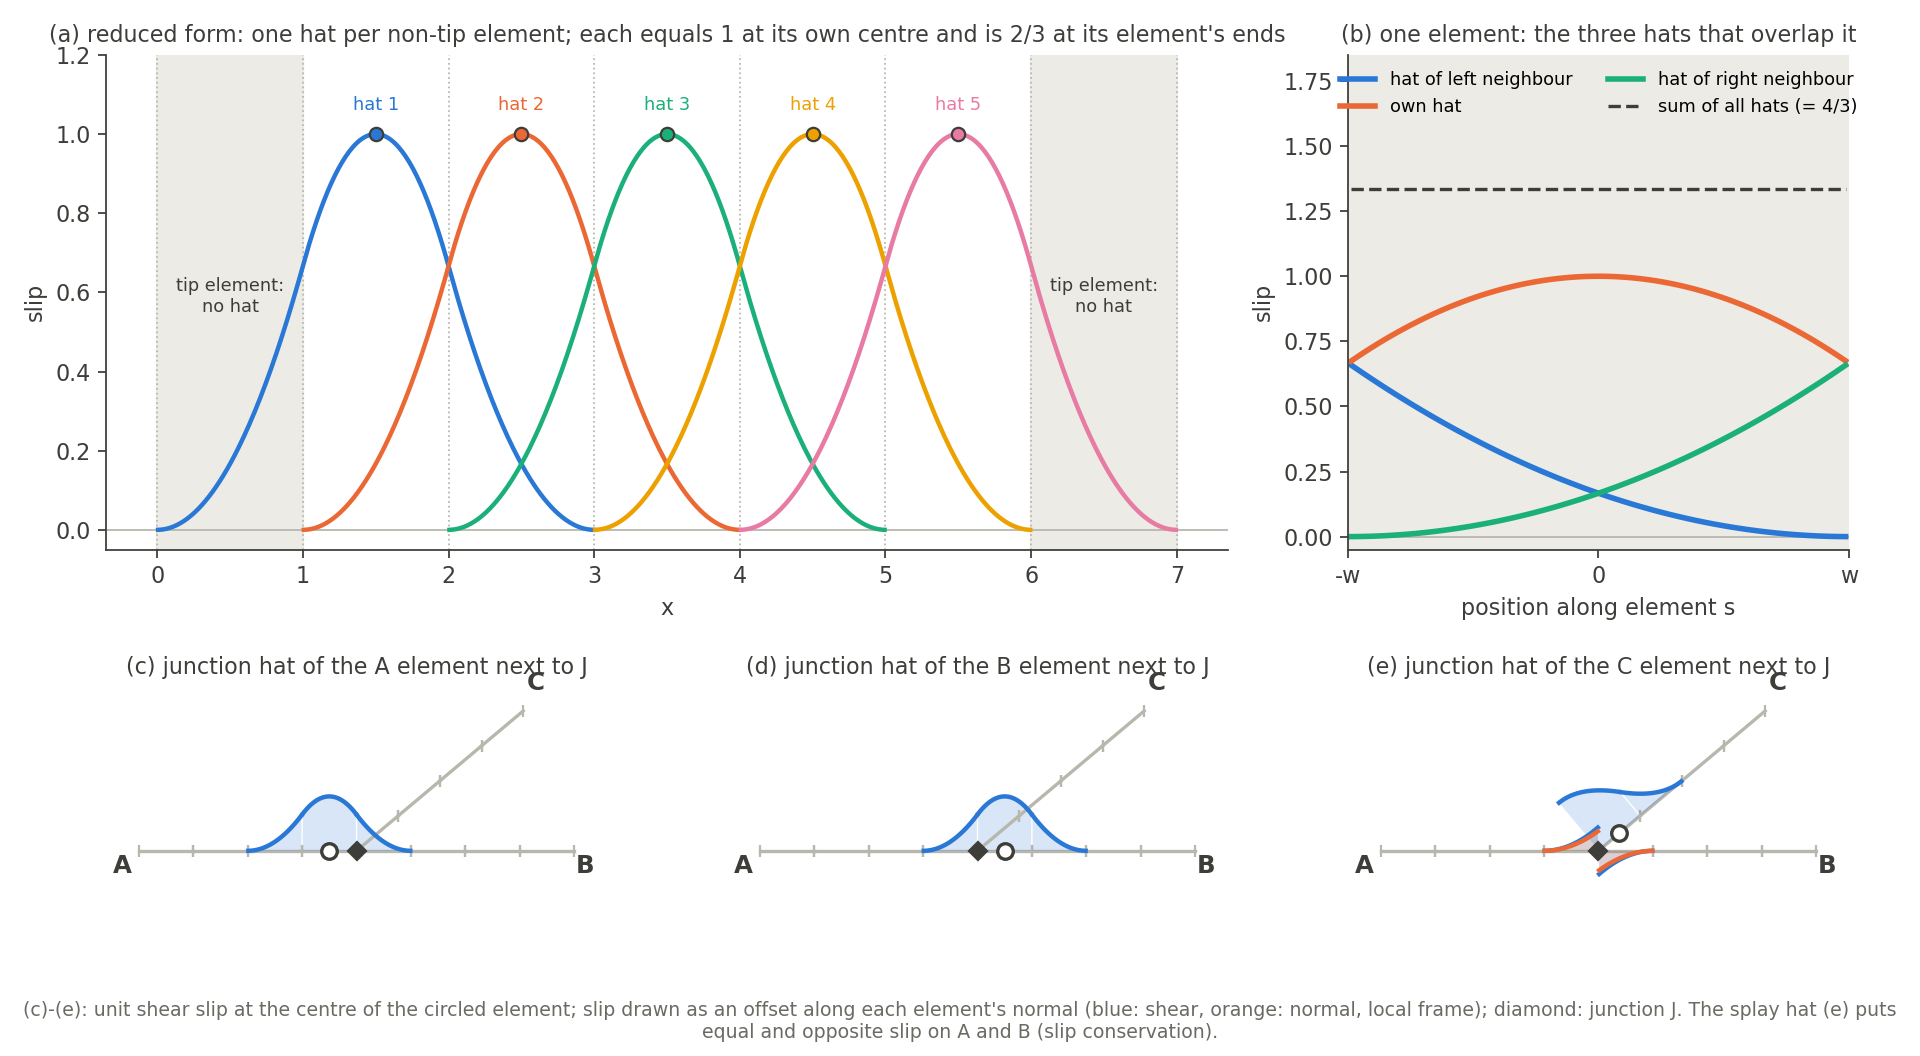 (a) reduced form: one hat per non-tip element; each equals 1 at its own centre and is 2/3 at its element's ends
1.2
1.0
0.8
0.6
0.4
0.2
0.0
slip
hat 1
hat 2
hat 3
hat 4
hat 5
tip element:
no hat
tip element:
no hat
0
1
2
3
4
5
6
7
x
(b) one element: the three hats that overlap it
1.75
1.50
1.25
1.00
0.75
0.50
0.25
0.00
slip
hat of left neighbour
own hat
hat of right neighbour
sum of all hats (= 4/3)
-w
0
w
position along element s
(c) junction hat of the A element next to J
C
A
B
(d) junction hat of the B element next to J
C
A
B
(e) junction hat of the C element next to J
C
A
B
(c)-(e): unit shear slip at the centre of the circled element; slip drawn as an offset along each element's normal (blue: shear, orange: normal, local frame); diamond: junction J. The splay hat (e) puts
equal and opposite slip on A and B (slip conservation).